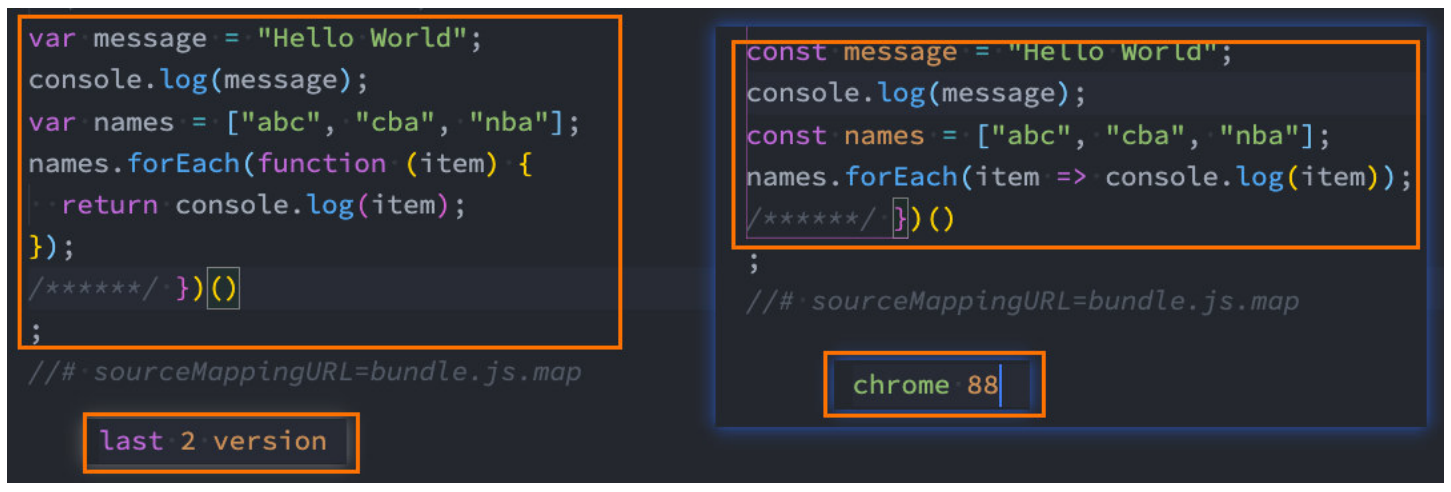 var message = "Hello World";
console.log(message);
var names = ["abc", "cba", "nba"];
names.forEach(function (item) {
  return console.log(item);
});
/******/ })()
;
//# sourceMappingURL=bundle.js.map
last 2 version
const message = "Hello World";
console.log(message);
const names = ["abc", "cba", "nba"];
names.forEach(item => console.log(item));
/******/ })()
;
//# sourceMappingURL=bundle.js.map
chrome 88